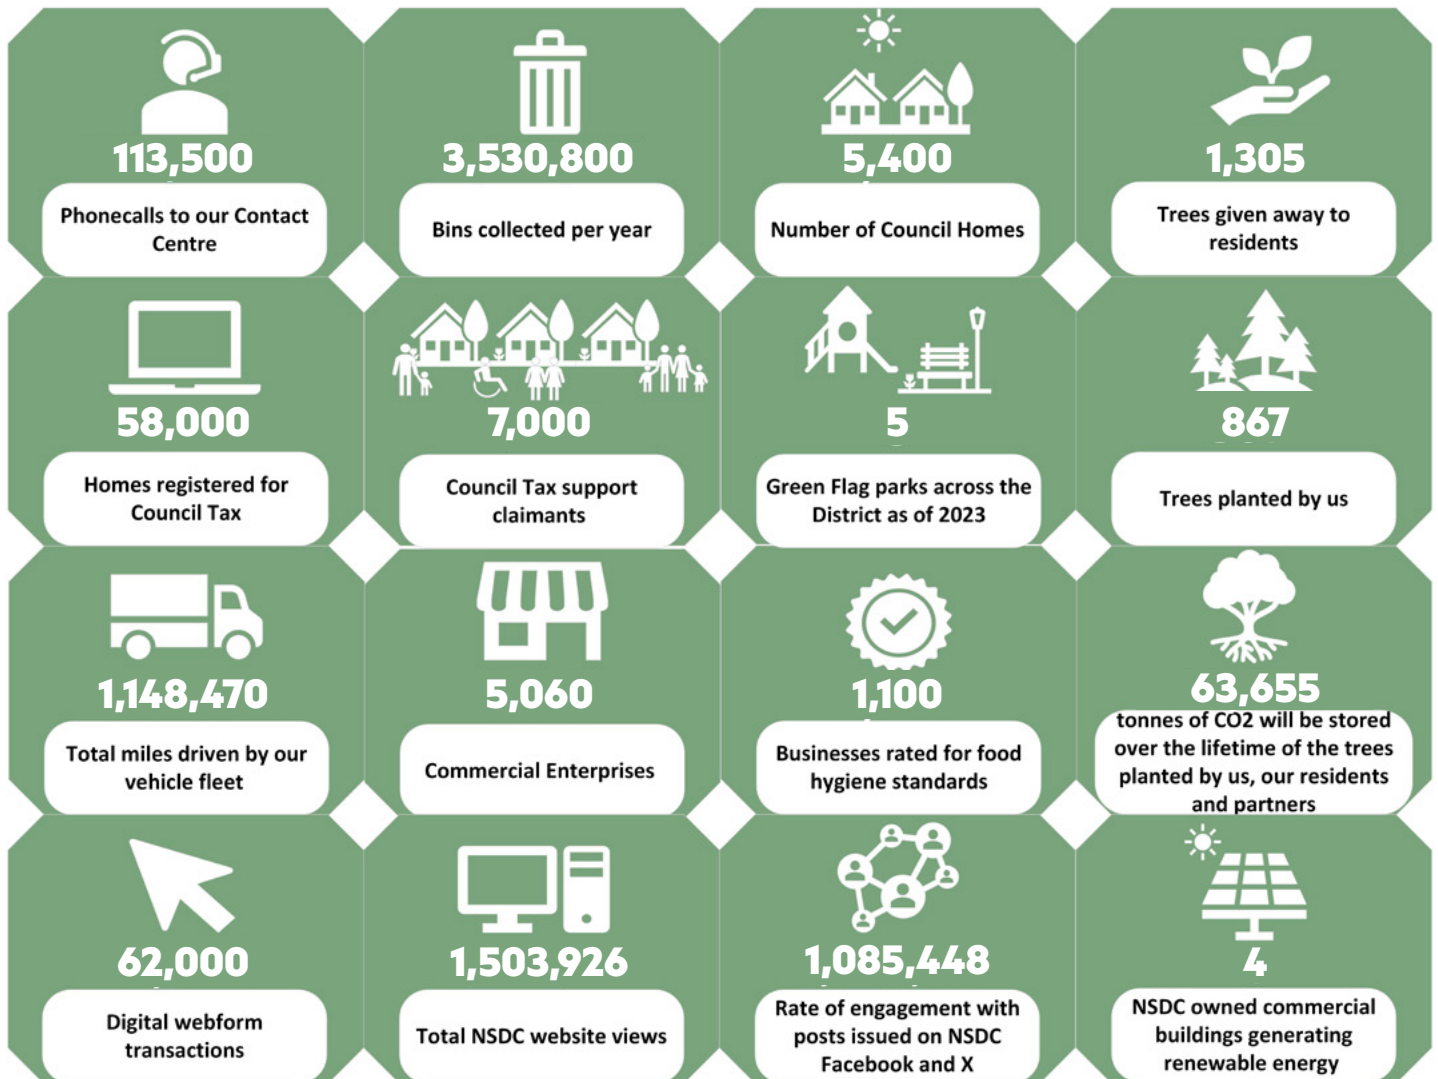 113,500
Phonecalls to our Contact
Centre
3,530,800
Bins collected per year
5,400
Number of Council Homes
1,305
Trees given away to
residents
58,000
Homes registered for
Council Tax
7,000
Council Tax support
claimants
5
Green Flag parks across the
District as of 2023
867
Trees planted by us
1,148,470
Total miles driven by our
vehicle fleet
5,060
Commercial Enterprises
1,100
Businesses rated for food
hygiene standards
63,655
tonnes of CO2 will be stored
over the lifetime of the trees
planted by us, our residents
and partners
62,000
Digital webform
transactions
1,503,926
Total NSDC website views
1,085,448
Rate of engagement with
posts issued on NSDC
Facebook and X
4
NSDC owned commercial
buildings generating
renewable energy